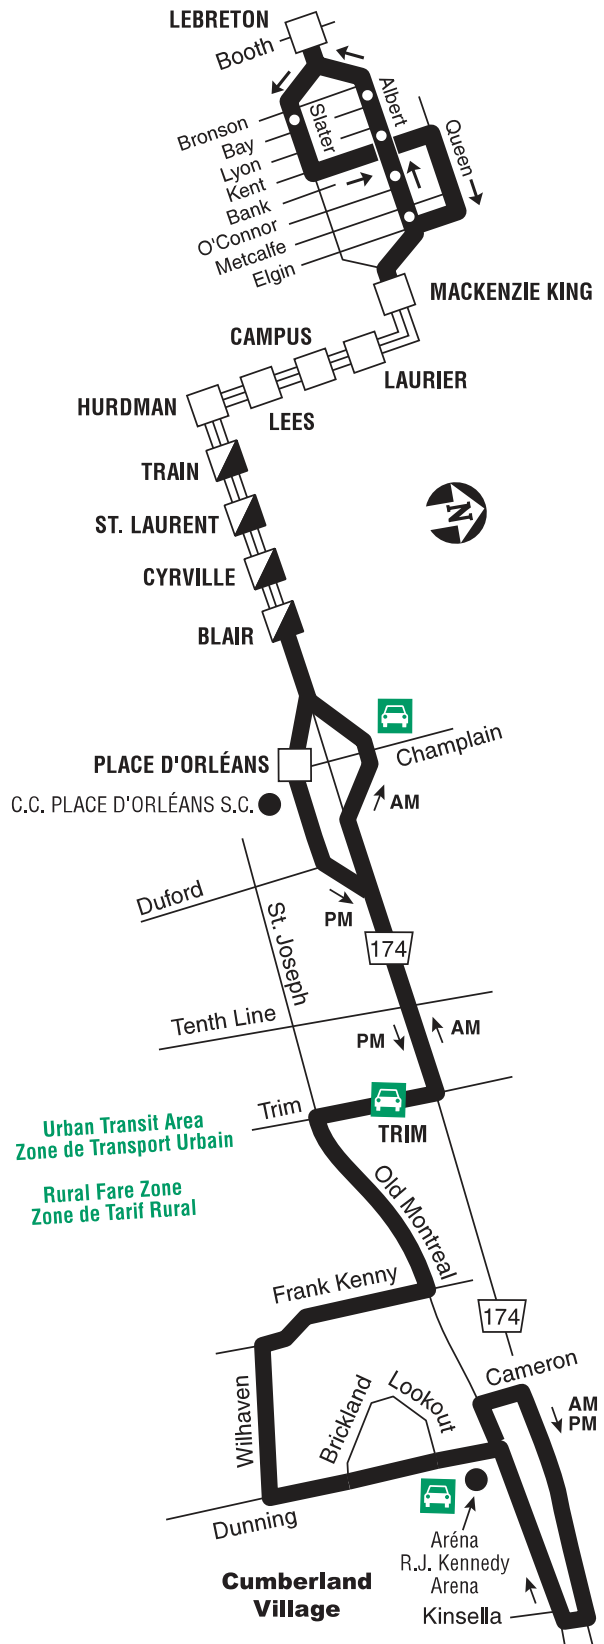 LEBRETON
Booth
Albert
Slater
Queen
Bronson
Bay
Lyon
Kent
Bank
O'Connor
Metcalfe
Elgin
MACKENZIE KING
CAMPUS
LAURIER
HURDMAN
LEES
TRAIN
N
ST. LAURENT
CYRVILLE
BLAIR
Champlain
PLACE D'ORLÉANS
C.C. PLACE D'ORLÉANS S.C.
AM
Duford
St. Joseph
PM
174
Tenth Line
PM
AM
Trim
TRIM
Urban Transit Area
Zone de Transport Urbain
Rural Fare Zone
Zone de Tarif Rural
Old Montreal
Frank Kenny
174
Cameron
Wilhaven
Brickland
Lookout
AM
PM
Dunning
Aréna
R.J. Kennedy
Arena
Cumberland
Village
Kinsella